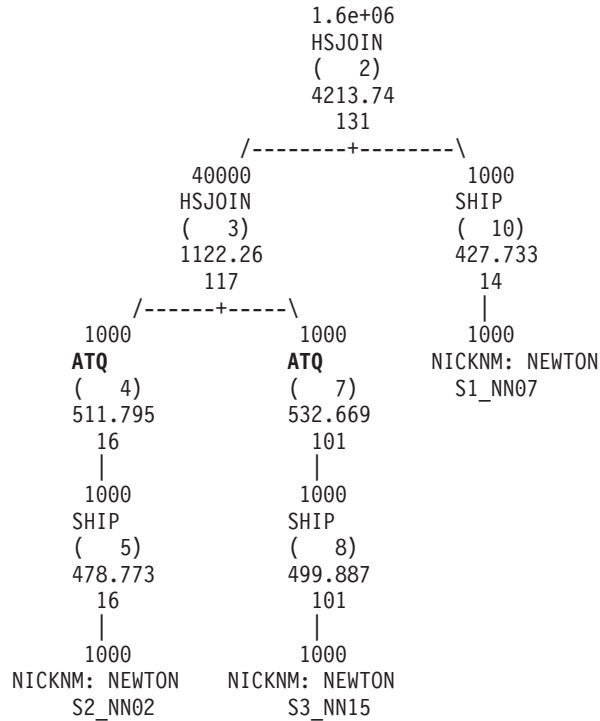 1.6e+06
HSJOIN
( 2)
4213.74
131
/--------+--------\
40000 1000
HSJOIN SHIP
( 3) ( 10)
1122.26 427.733
117 14
/------+-----\ |
1000 1000 1000
ATQ ATQ NICKNM: NEWTON
( 4) ( 7) S1_NN07
511.795 532.669
16 101
| |
1000 1000
SHIP SHIP
( 5) ( 8)
478.773 499.887
16 101
| |
1000 1000
NICKNM: NEWTON NICKNM: NEWTON
S2_NN02 S3_NN15